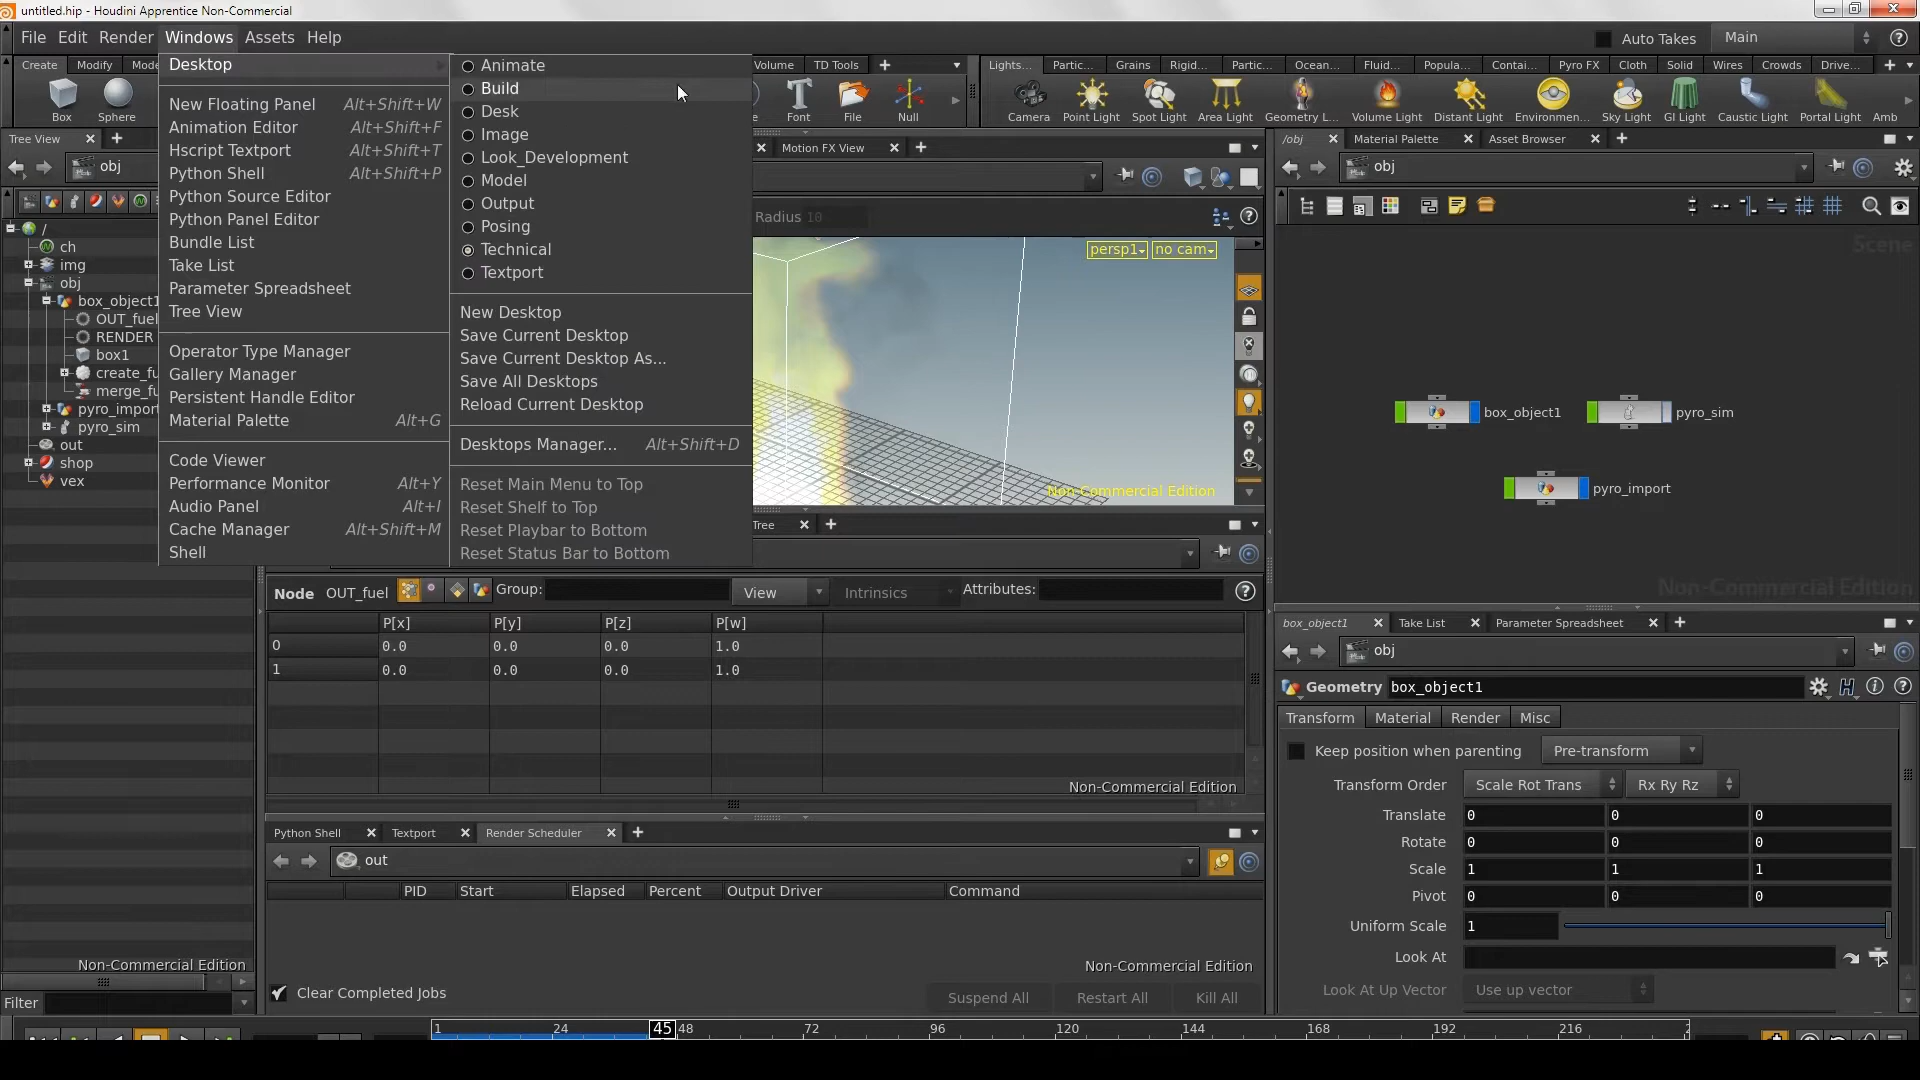 untitled.hip - Houdini Apprentice Non-Commercial
File Edit Render Windows Assets Help
Auto Takes Main
Create Modify Mode
Volume TD Tools
Lights... Partic... Grains Rigid... Partic... Ocean... Fluid... Popula... Contai... Pyro FX Cloth Solid Wires Crowds Drive...
Box Sphere
Font File Null
Camera Point Light Spot Light Area Light Geometry L... Volume Light Distant Light Environmen... Sky Light GI Light Caustic Light Portal Light Amb
Desktop
New Floating Panel Alt+Shift+W
Animation Editor Alt+Shift+F
Hscript Textport Alt+Shift+T
Python Shell Alt+Shift+P
Python Source Editor
Python Panel Editor
Bundle List
Take List
Parameter Spreadsheet
Tree View
Operator Type Manager
Gallery Manager
Persistent Handle Editor
Material Palette Alt+G
Code Viewer
Performance Monitor Alt+Y
Audio Panel Alt+I
Cache Manager Alt+Shift+M
Shell
Animate
Build
Desk
Image
Look_Development
Model
Output
Posing
Technical
Textport
New Desktop
Save Current Desktop
Save Current Desktop As...
Save All Desktops
Reload Current Desktop
Desktops Manager... Alt+Shift+D
Reset Main Menu to Top
Reset Shelf to Top
Reset Playbar to Bottom
Reset Status Bar to Bottom
Tree View
obj
/
ch
img
obj
box_object1
OUT_fuel
RENDER
box1
create_fu
merge_fu
pyro_import
pyro_sim
out
shop
vex
Non-Commercial Edition
Filter
Motion FX View
Radius 10
persp1 no cam
Non-Commercial Edition
Tree
Node OUT_fuel Group: View Intrinsics Attributes:
P[x] P[y] P[z] P[w]
0 0.0 0.0 0.0 1.0
1 0.0 0.0 0.0 1.0
Non-Commercial Edition
Python Shell Textport Render Scheduler
out
PID Start Elapsed Percent Output Driver Command
Non-Commercial Edition
Clear Completed Jobs Suspend All Restart All Kill All
/obj Material Palette Asset Browser
obj
Scene
box_object1 pyro_sim
pyro_import
Non-Commercial Edition
box_object1 Take List Parameter Spreadsheet
obj
Geometry box_object1
Transform Material Render Misc
Keep position when parenting Pre-transform
Transform Order Scale Rot Trans Rx Ry Rz
Translate 0 0 0
Rotate 0 0 0
Scale 1 1 1
Pivot 0 0 0
Uniform Scale 1
Look At
Look At Up Vector Use up vector
1 24 45 48 72 96 120 144 168 192 216 2